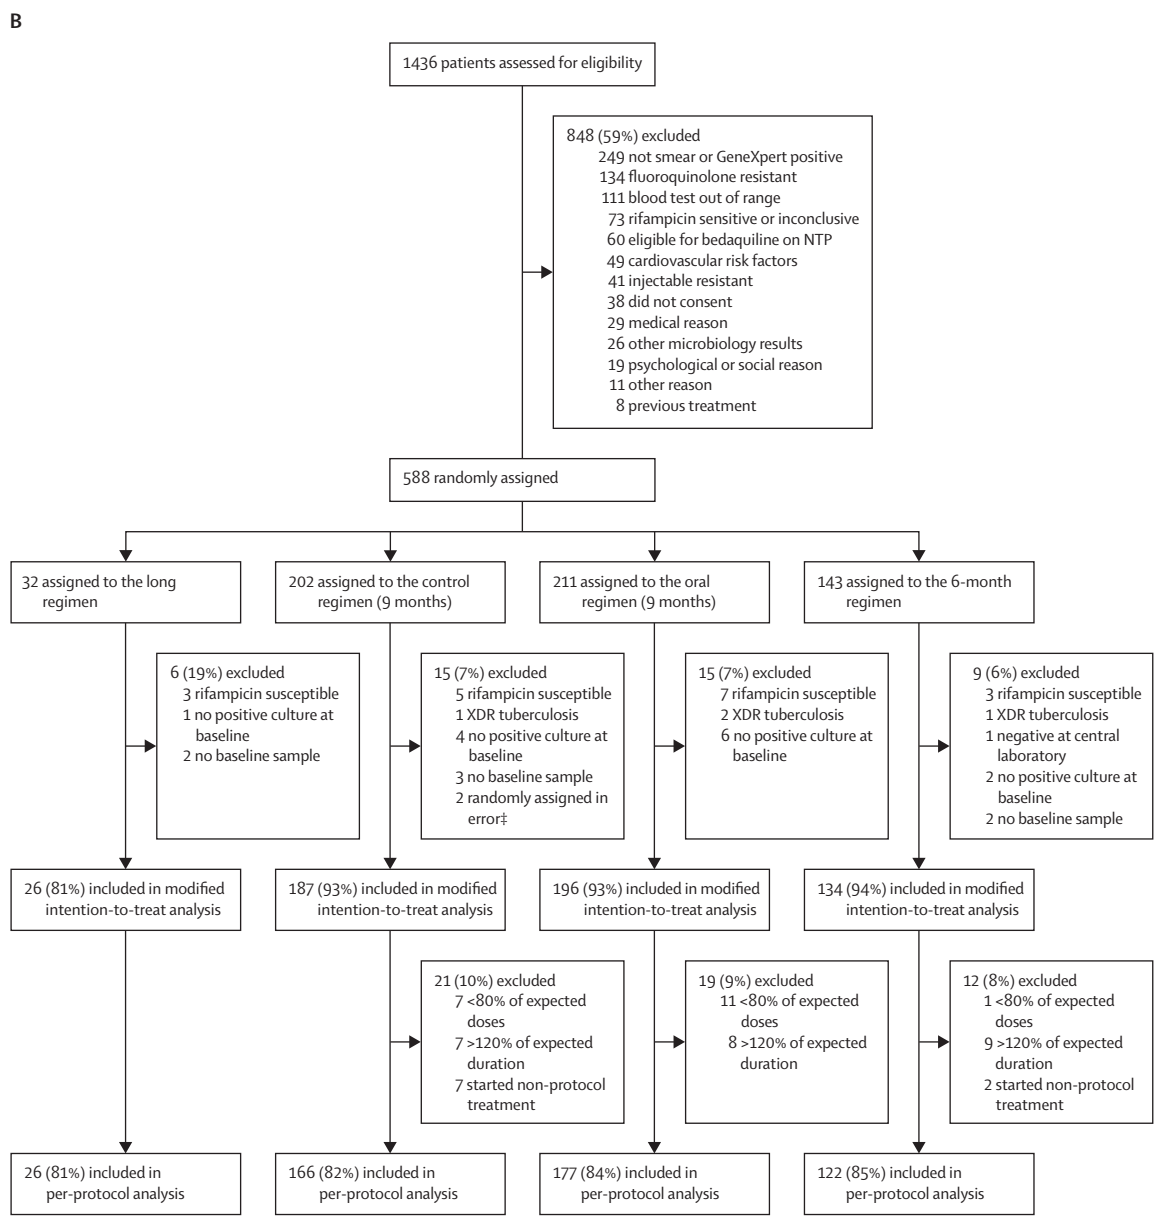 B
1436 patients assessed for eligibility
848 (59%) excluded
249 not smear or GeneXpert positive
134 fluoroquinolone resistant
111 blood test out of range
73 rifampicin sensitive or inconclusive
60 eligible for bedaquiline on NTP
49 cardiovascular risk factors
41 injectable resistant
38 did not consent
29 medical reason
26 other microbiology results
19 psychological or social reason
11 other reason
8 previous treatment
588 randomly assigned
32 assigned to the long
regimen
202 assigned to the control
regimen (9 months)
211 assigned to the oral
regimen (9 months)
143 assigned to the 6-month
regimen
6 (19%) excluded
3 rifampicin susceptible
1 no positive culture at
baseline
2 no baseline sample
15 (7%) excluded
5 rifampicin susceptible
1 XDR tuberculosis
4 no positive culture at
baseline
3 no baseline sample
2 randomly assigned in
error‡
15 (7%) excluded
7 rifampicin susceptible
2 XDR tuberculosis
6 no positive culture at
baseline
9 (6%) excluded
3 rifampicin susceptible
1 XDR tuberculosis
1 negative at central
laboratory
2 no positive culture at
baseline
2 no baseline sample
26 (81%) included in modified
intention-to-treat analysis
187 (93%) included in modified
intention-to-treat analysis
196 (93%) included in modified
intention-to-treat analysis
134 (94%) included in modified
intention-to-treat analysis
21 (10%) excluded
7 <80% of expected
doses
7 >120% of expected
duration
7 started non-protocol
treatment
19 (9%) excluded
11 <80% of expected
doses
8 >120% of expected
duration
12 (8%) excluded
1 <80% of expected
doses
9 >120% of expected
duration
2 started non-protocol
treatment
26 (81%) included in
per-protocol analysis
166 (82%) included in
per-protocol analysis
177 (84%) included in
per-protocol analysis
122 (85%) included in
per-protocol analysis